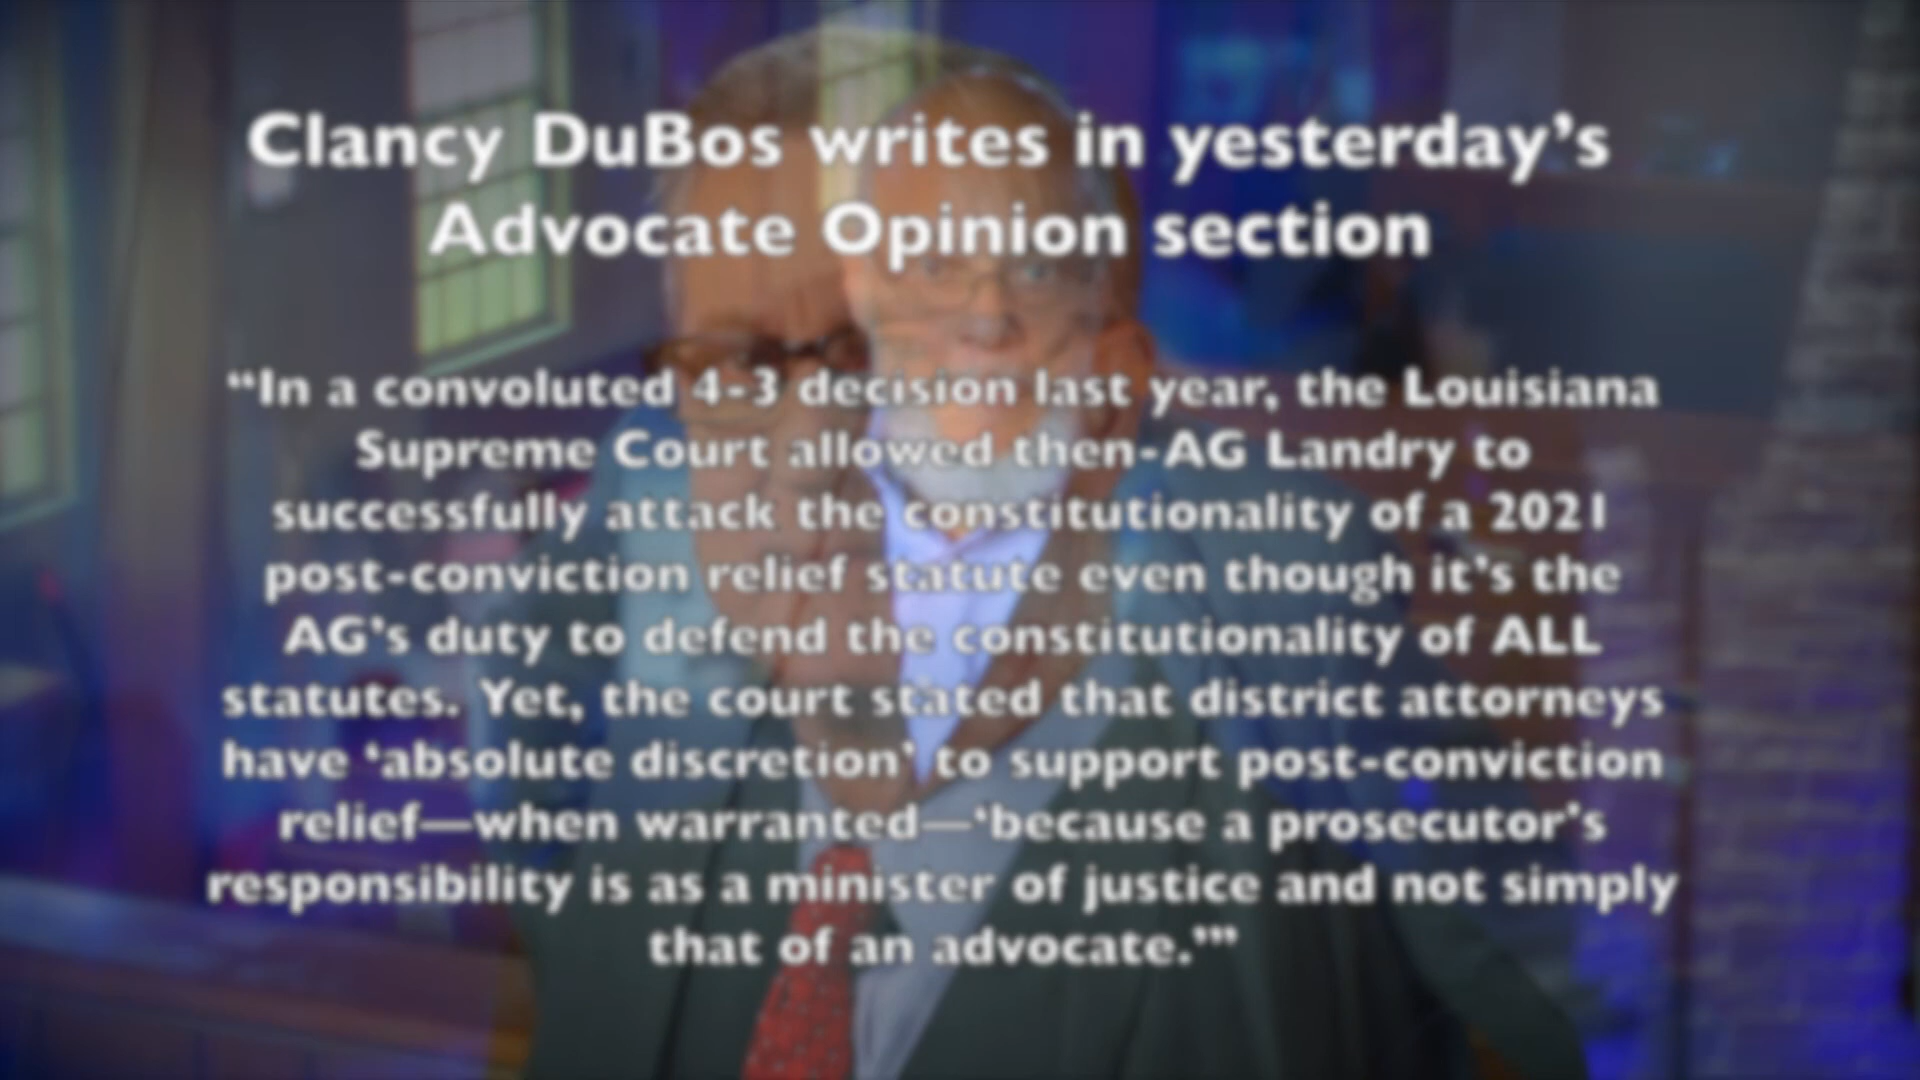 Clancy DuBos writes in yesterday’s
Advocate Opinion section
“In a convoluted 4-3 decision last year, the Louisiana
Supreme Court allowed then-AG Landry to
successfully attack the constitutionality of a 2021
post-conviction relief statute even though it’s the
AG’s duty to defend the constitutionality of ALL
statutes. Yet, the court stated that district attorneys
have ‘absolute discretion’ to support post-conviction
relief—when warranted—‘because a prosecutor’s
responsibility is as a minister of justice and not simply
that of an advocate.’”